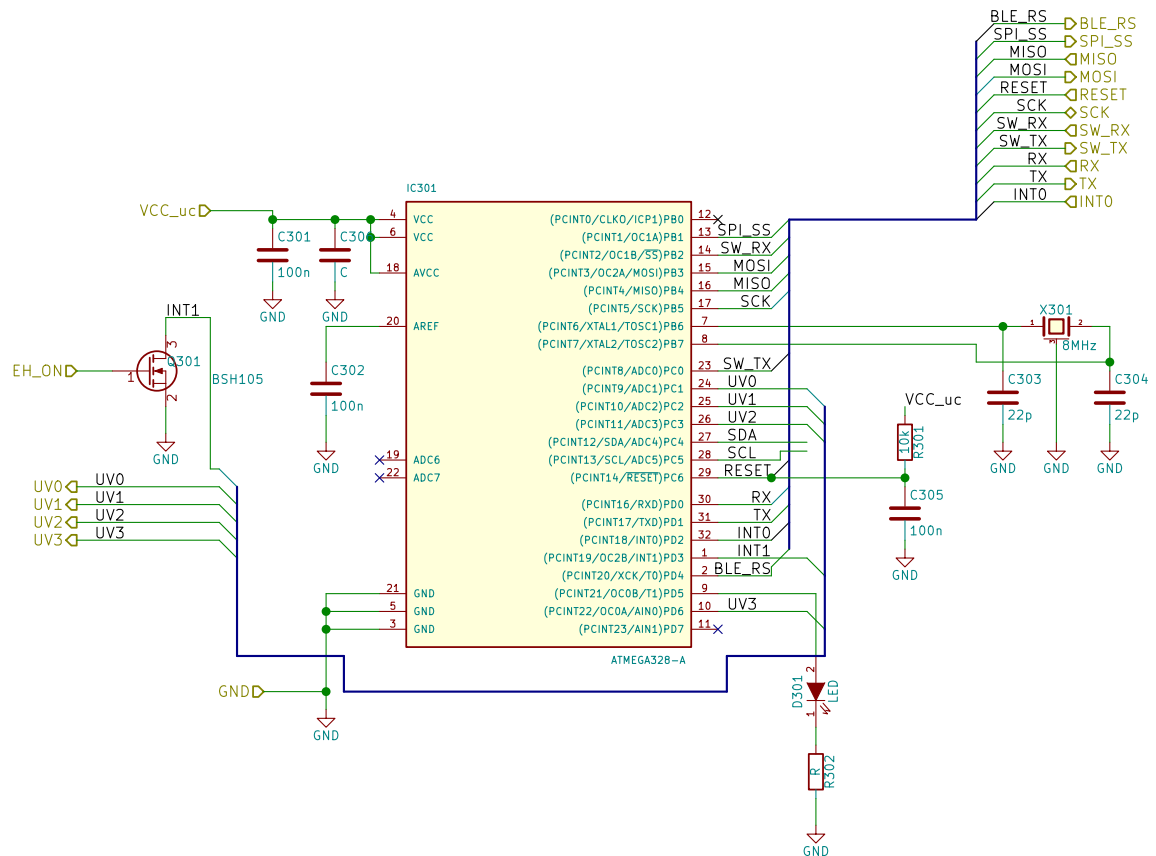 BLE_RS BLE_RS
SPI_SS SPI_SS
MISO MISO
MOSI MOSI
RESET RESET
SCK SCK
SW_RX SW_RX
SW_TX SW_TX
RX RX
TX TX
INT0 INT0
IC301
VCC_uc
C301
100n
GND
C
GND
4 VCC
6 VCC
18 AVCC
20 AREF
19 ADC6
22 ADC7
21 GND
5 GND
3 GND
(PCINT0/CLKO/ICP1)PB0 12
(PCINT1/OC1A)PB1 13 SPI_SS
(PCINT2/OC1B/SS)PB2 14 SW_RX
(PCINT3/OC2A/MOSI)PB3 15 MOSI
(PCINT4/MISO)PB4 16 MISO
(PCINT5/SCK)PB5 17 SCK
(PCINT6/XTAL1/TOSC1)PB6 7
(PCINT7/XTAL2/TOSC2)PB7 8
(PCINT8/ADC0)PC0 23 SW_TX
(PCINT9/ADC1)PC1 24 UV0
(PCINT10/ADC2)PC2 25 UV1
(PCINT11/ADC3)PC3 26 UV2
(PCINT12/SDA/ADC4)PC4 27 SDA
(PCINT13/SCL/ADC5)PC5 28 SCL
(PCINT14/RESET)PC6 29 RESET
(PCINT16/RXD)PD0 30 RX
(PCINT17/TXD)PD1 31 TX
(PCINT18/INT0)PD2 32 INT0
(PCINT19/OC2B/INT1)PD3 1 INT1
(PCINT20/XCK/T0)PD4 2 BLE_RS
(PCINT21/OC0B/T1)PD5 9
(PCINT22/OC0A/AIN0)PD6 10 UV3
(PCINT23/AIN1)PD7 11
ATMEGA328-A
INT1
3
Q301
EH_ON
1
BSH105
2
GND
C302
100n
GND
UV0 UV0
UV1 UV1
UV2 UV2
UV3 UV3
GND
GND
X301
1 2
3
8MHz
C303
22p
GND
GND
C304
22p
GND
VCC_uc
10k
R301
C305
100n
GND
2
D301
LED
1
R
R302
GND